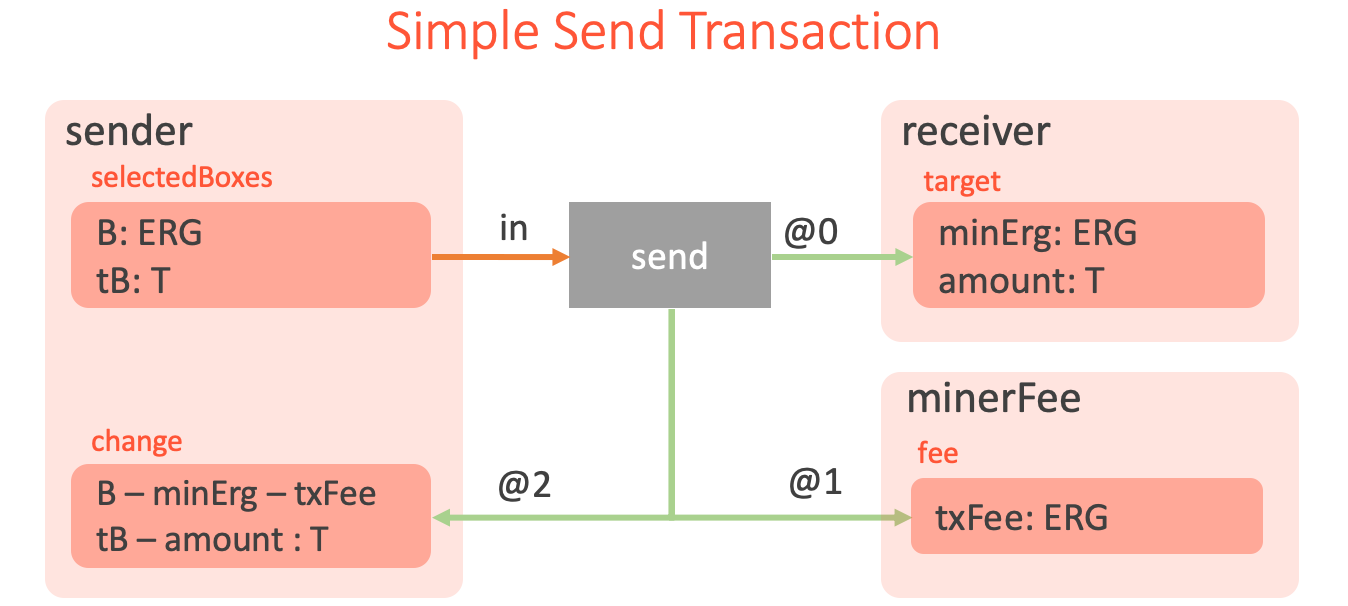 Simple Send Transaction
sender
selectedBoxes
B: ERG
tB: T
in
send
@0
receiver
target
minErg: ERG
amount: T
change
B – minErg – txFee
tB – amount : T
@2
@1
minerFee
fee
txFee: ERG